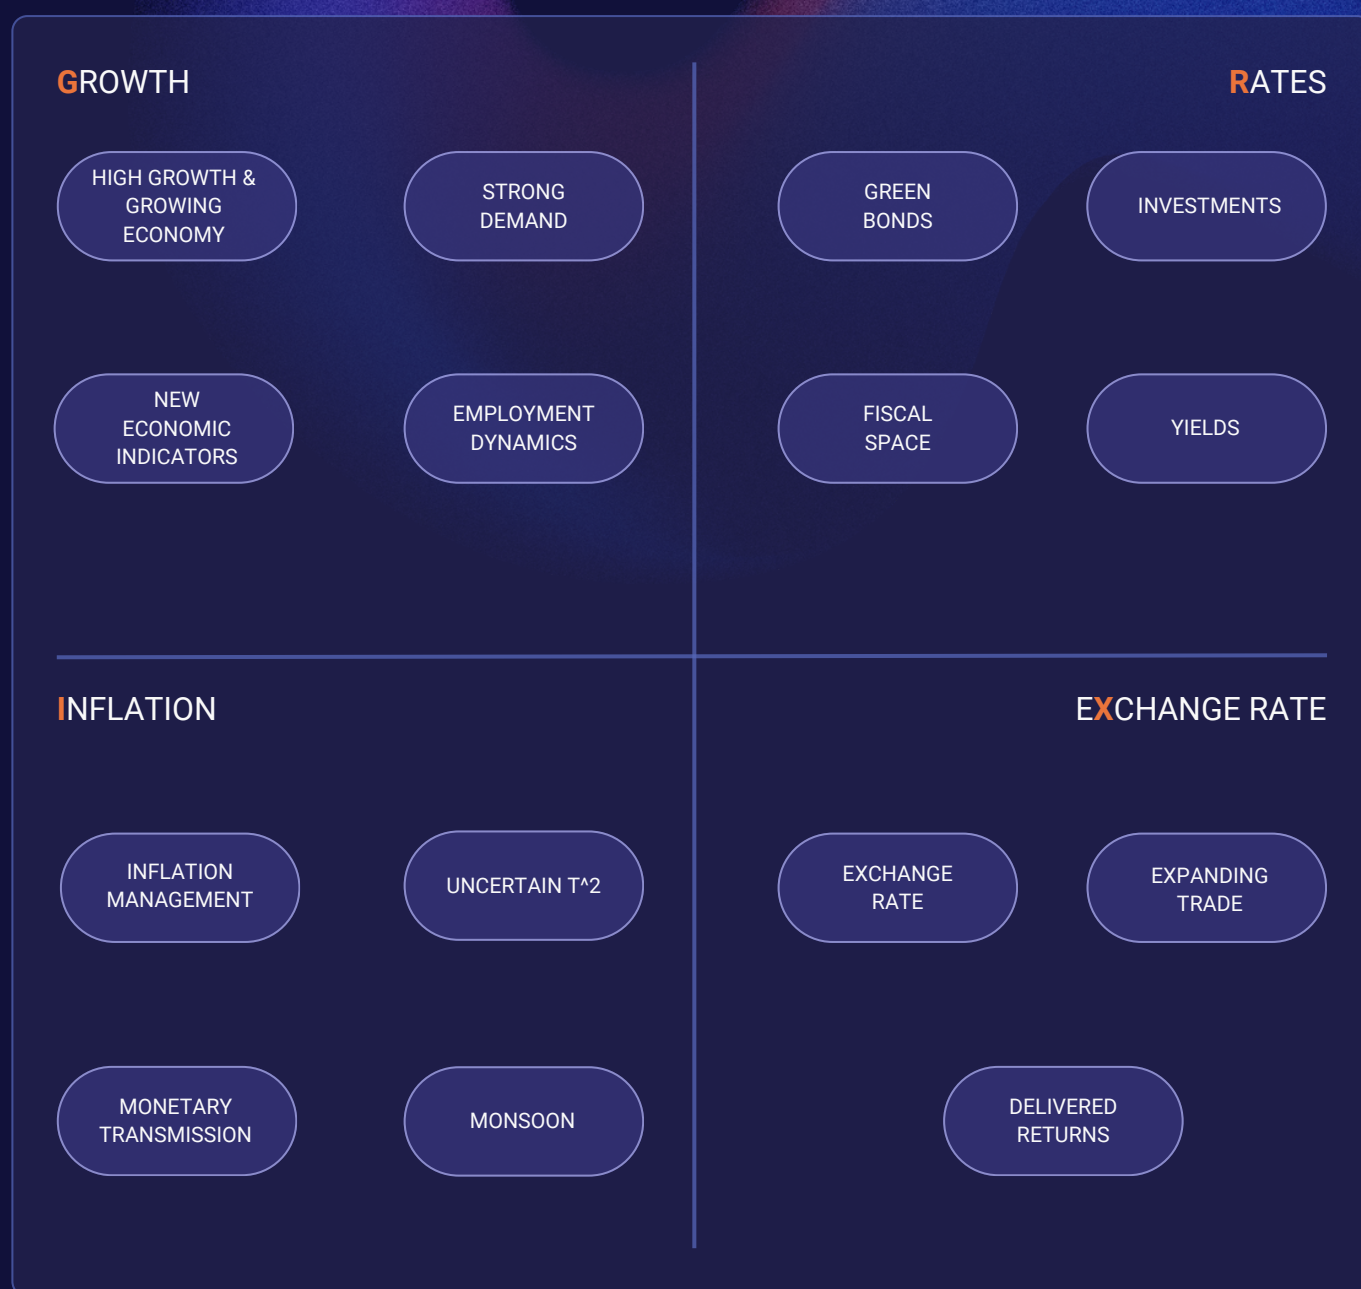 GROWTH
HIGH GROWTH &
GROWING
ECONOMY
STRONG
DEMAND
NEW
ECONOMIC
INDICATORS
EMPLOYMENT
DYNAMICS
RATES
GREEN
BONDS
INVESTMENTS
FISCAL
SPACE
YIELDS
INFLATION
INFLATION
MANAGEMENT
UNCERTAIN T^2
MONETARY
TRANSMISSION
MONSOON
EXCHANGE RATE
EXCHANGE
RATE
EXPANDING
TRADE
DELIVERED
RETURNS